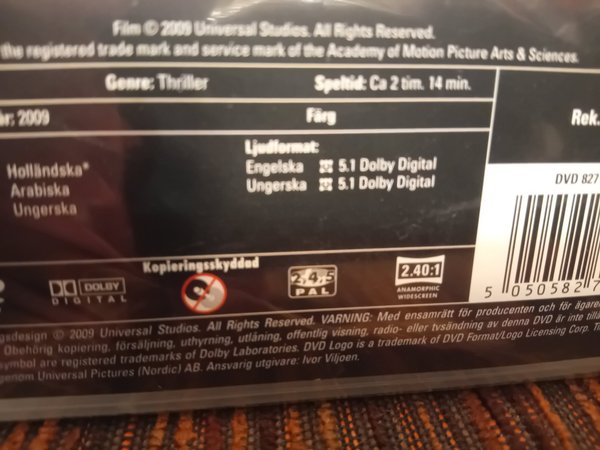 Film © 2009 Universal Studios. All Rights Reserved.
the registered trade mark and service mark of the Academy of Motion Picture Arts & Sciences.
Genre: Thriller
Speltid: Ca 2 tim. 14 min.
år: 2009
Färg
Rek.
Ljudformat:
Holländska*
Engelska 5.1 Dolby Digital
Arabiska
Ungerska 5.1 Dolby Digital
Ungerska
DVD 827
Kopieringsskyddad
DOLBY
DIGITAL
2,4,5
PAL
2.40:1
ANAMORPHIC
WIDESCREEN
5 050582 7
gsdesign © 2009 Universal Studios. All Rights Reserved. VARNING: Med ensamrätt för producenten och för ägaren
Obehörig kopiering, försäljning, uthyrning, utlåning, offentlig visning, radio- eller tvsändning av denna DVD är inte tillå
symbol are registered trademarks of Dolby Laboratories. DVD Logo is a trademark of DVD Format/Logo Licensing Corp. T
genom Universal Pictures (Nordic) AB. Ansvarig utgivare: Ivor Viljoen.